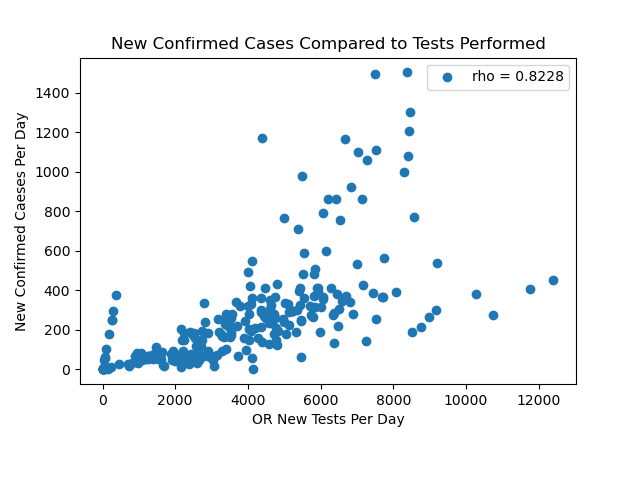 New Confirmed Cases Compared to Tests Performed
rho = 0.8228
New Confirmed Caeses Per Day
1400
1200
1000
800
600
400
200
0
0 2000 4000 6000 8000 10000 12000
OR New Tests Per Day